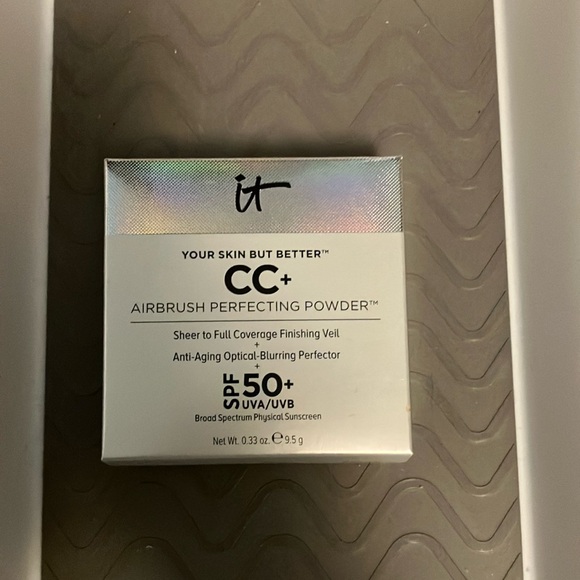 it
YOUR SKIN BUT BETTER™
CC+
AIRBRUSH PERFECTING POWDER™
Sheer to Full Coverage Finishing Veil
+
Anti-Aging Optical-Blurring Perfector
+
SPF 50+
UVA/UVB
Broad Spectrum Physical Sunscreen
Net Wt. 0.33 oz. ℮ 9.5 g